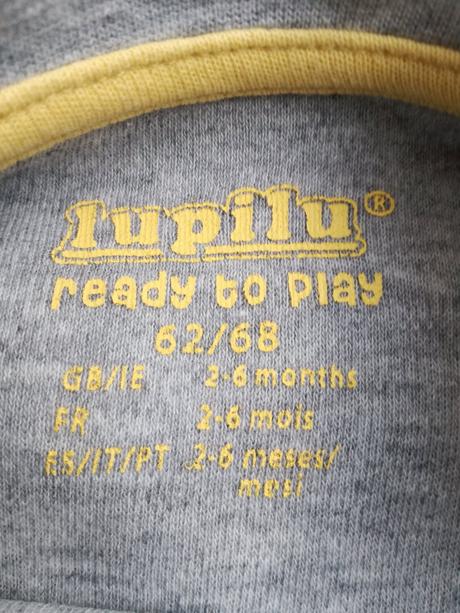 lupilu®
ready to play
62/68
GB/IE 2-6 months
FR 2-6 mois
ES/IT/PT 2-6 meses/
mesi